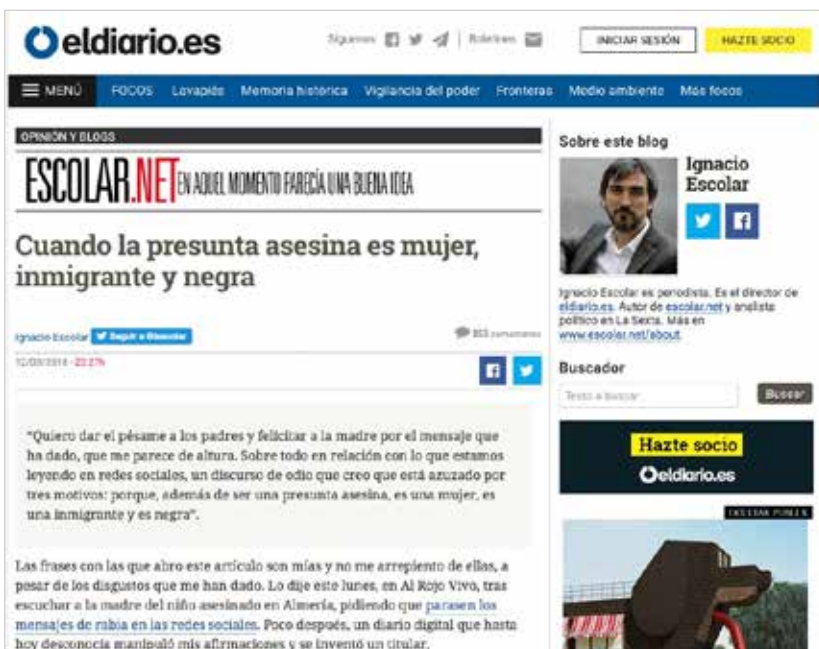 eldiario.es
Síguenos
Boletines
INICIAR SESIÓN
HAZTE SOCIO
MENÚ
FOCOS
Lavapiés
Memoria histórica
Vigilancia del poder
Fronteras
Medio ambiente
Más focos
OPINIÓN Y BLOGS
ESCOLAR.NET EN AQUEL MOMENTO PARECÍA UNA BUENA IDEA
Cuando la presunta asesina es mujer,
inmigrante y negra
Ignacio Escolar
Seguir a @iescolar
comentarios
"Quiero dar el pésame a los padres y felicitar a la madre por el mensaje que
ha dado, que me parece de altura. Sobre todo en relación con lo que estamos
leyendo en redes sociales, un discurso de odio que creo que está azuzado por
tres motivos: porque, además de ser una presunta asesina, es una mujer, es
una inmigrante y es negra".
Las frases con las que abro este artículo son mías y no me arrepiento de ellas, a
pesar de los disgustos que me han dado. Lo dije este lunes, en Al Rojo Vivo, tras
escuchar a la madre del niño asesinado en Almería, pidiendo que parasen los
mensajes de rabia en las redes sociales. Poco después, un diario digital que hasta
hoy desconocía manipuló mis afirmaciones y se inventó un titular.
Sobre este blog
Ignacio
Escolar
Ignacio Escolar es periodista. Es el director de
eldiario.es. Autor de escolar.net y analista
político en La Sexta. Más en
www.escolar.net/about.
Buscador
Texto a buscar
Buscar
Hazte socio
eldiario.es